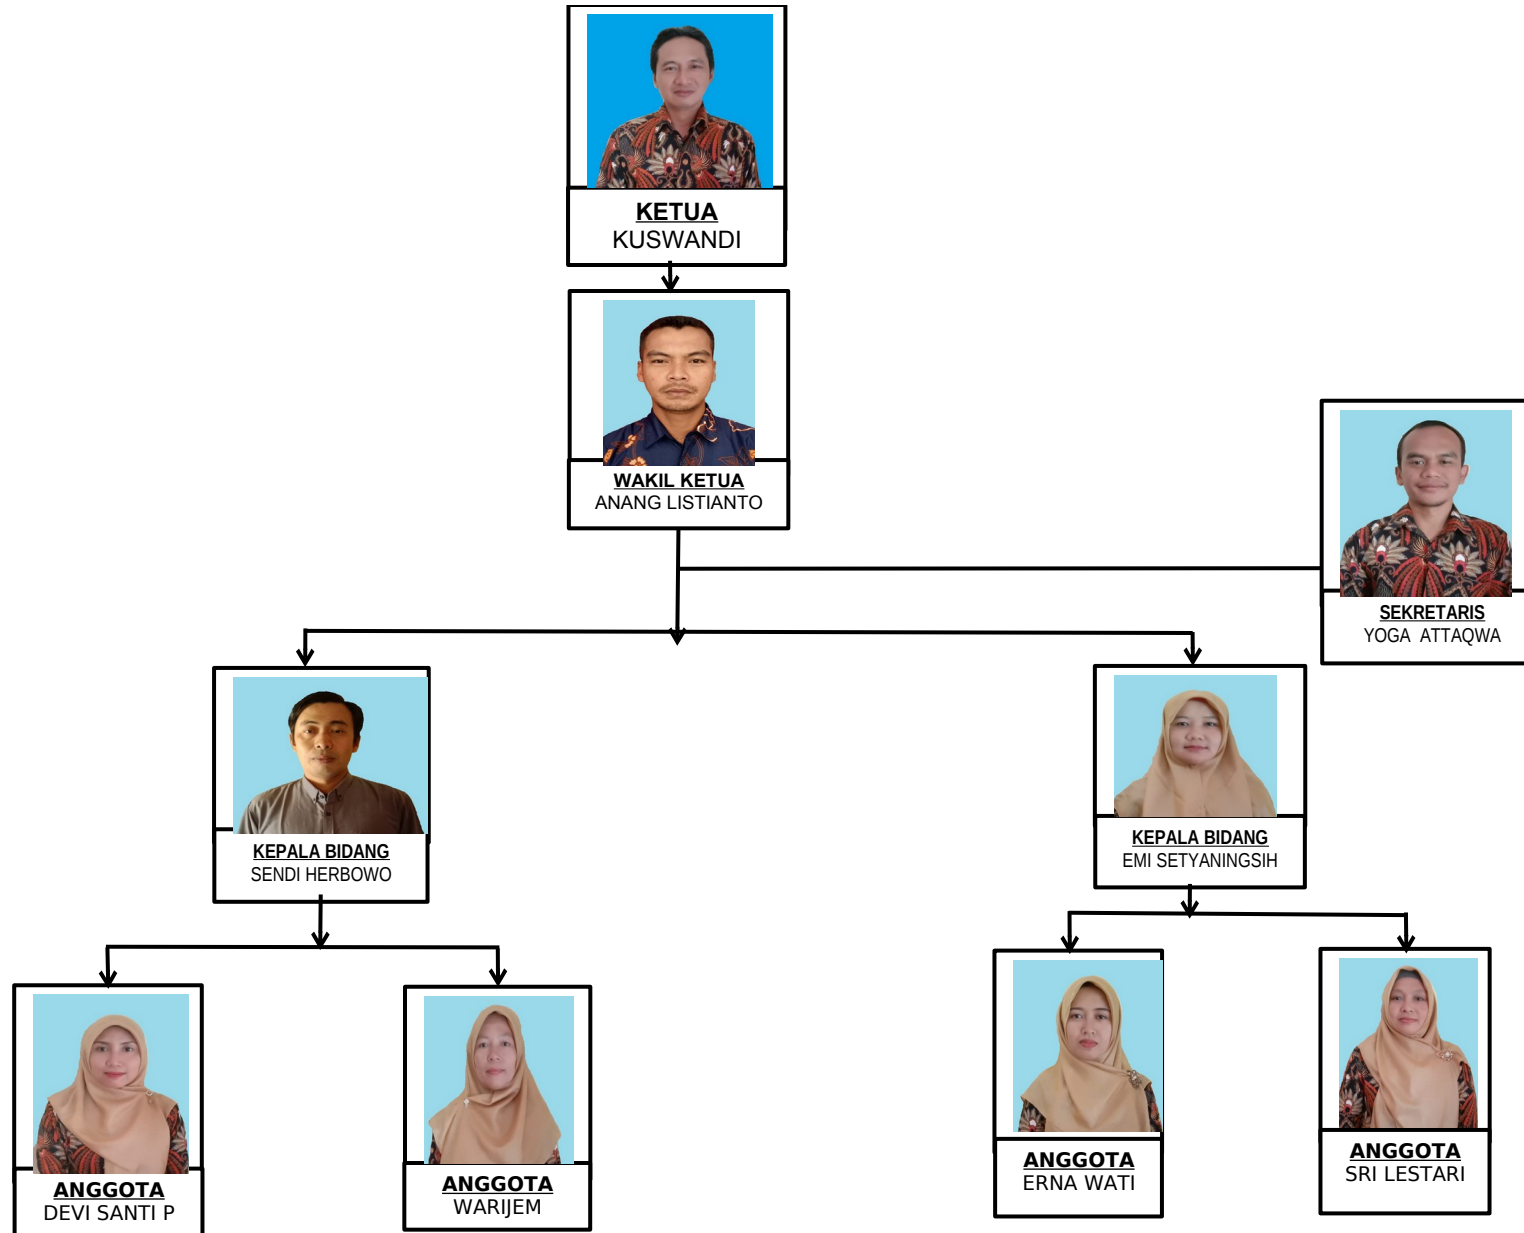 KETUA
KUSWANDI
WAKIL KETUA
ANANG LISTIANTO
SEKRETARIS
YOGA  ATTAQWA
KEPALA BIDANG
SENDI HERBOWO
KEPALA BIDANG
EMI SETYANINGSIH
ANGGOTA
DEVI SANTI P
ANGGOTA
WARIJEM
ANGGOTA
ERNA WATI
ANGGOTA
SRI LESTARI